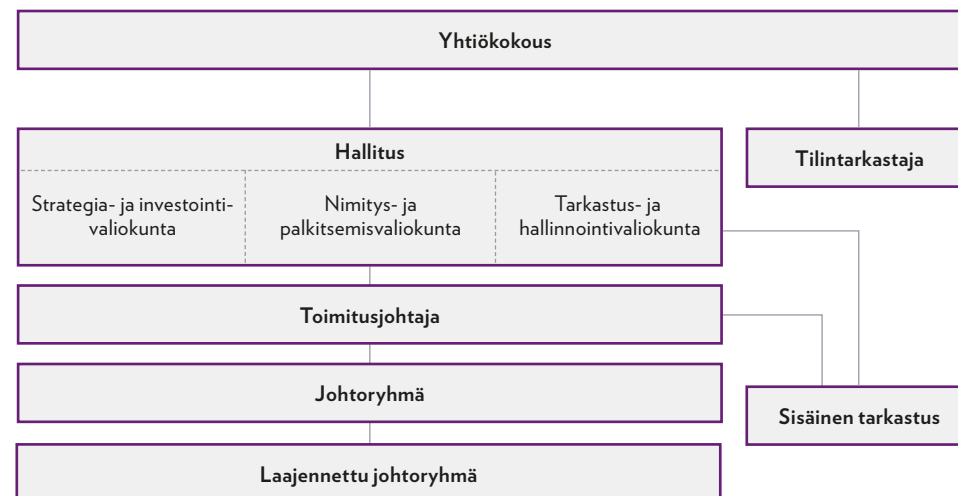 Yhtiökokous
Hallitus
Strategia- ja investointi-
valiokunta
Nimitys- ja
palkitsemisvaliokunta
Tarkastus- ja
hallinnointivaliokunta
Tilintarkastaja
Toimitusjohtaja
Johtoryhmä
Sisäinen tarkastus
Laajennettu johtoryhmä